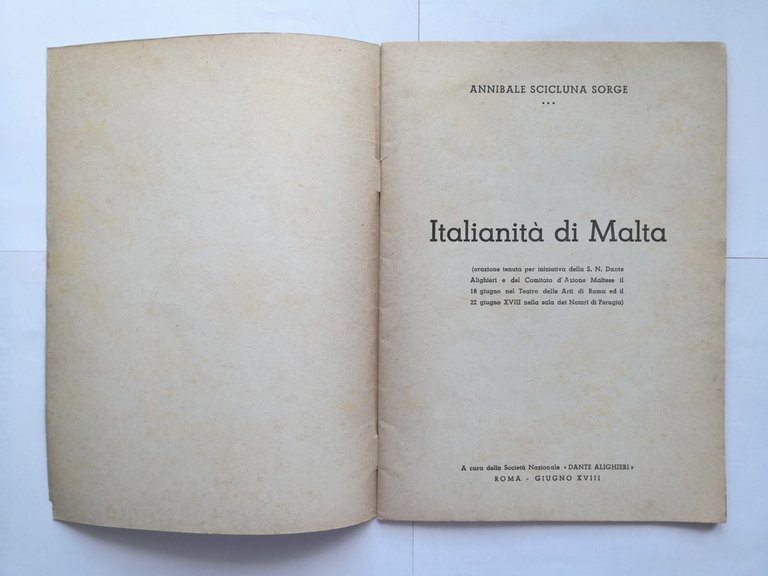 ANNIBALE SCICLUNA SORGE
***
Italianità di Malta
(orazione tenuta per iniziativa della S. N. Dante
Alighieri e del Comitato d'Azione Maltese il
18 giugno nel Teatro delle Arti di Roma ed il
22 giugno XVIII nella sala dei Notari di Perugia)
A cura della Società Nazionale «DANTE ALIGHIERI»
ROMA - GIUGNO XVIII